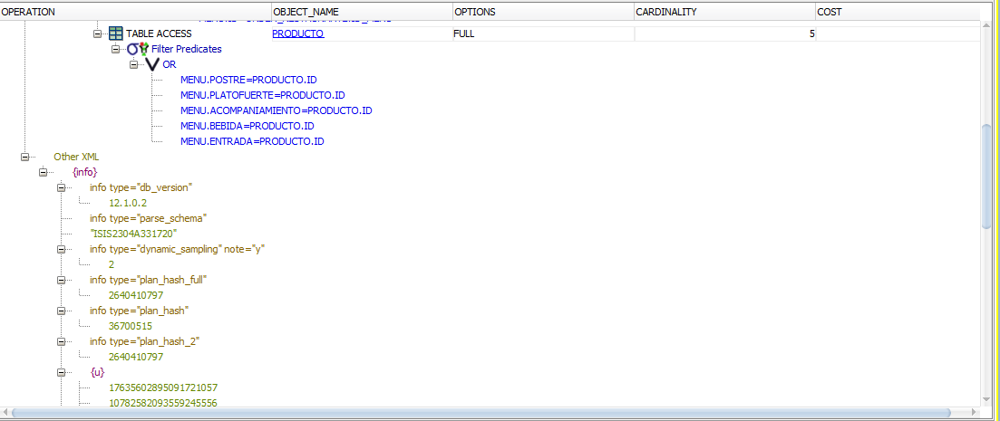 OPERATION OBJECT_NAME OPTIONS CARDINALITY COST
TABLE ACCESS PRODUCTO FULL 5
Filter Predicates
OR
MENU.POSTRE=PRODUCTO.ID
MENU.PLATOFUERTE=PRODUCTO.ID
MENU.ACOMPANIAMIENTO=PRODUCTO.ID
MENU.BEBIDA=PRODUCTO.ID
MENU.ENTRADA=PRODUCTO.ID
Other XML
{info}
info type="db_version"
12.1.0.2
info type="parse_schema"
"ISIS2304A331720"
info type="dynamic_sampling" note="y"
2
info type="plan_hash_full"
2640410797
info type="plan_hash"
36700515
info type="plan_hash_2"
2640410797
{u}
17635602895091721057
10782582093559245556